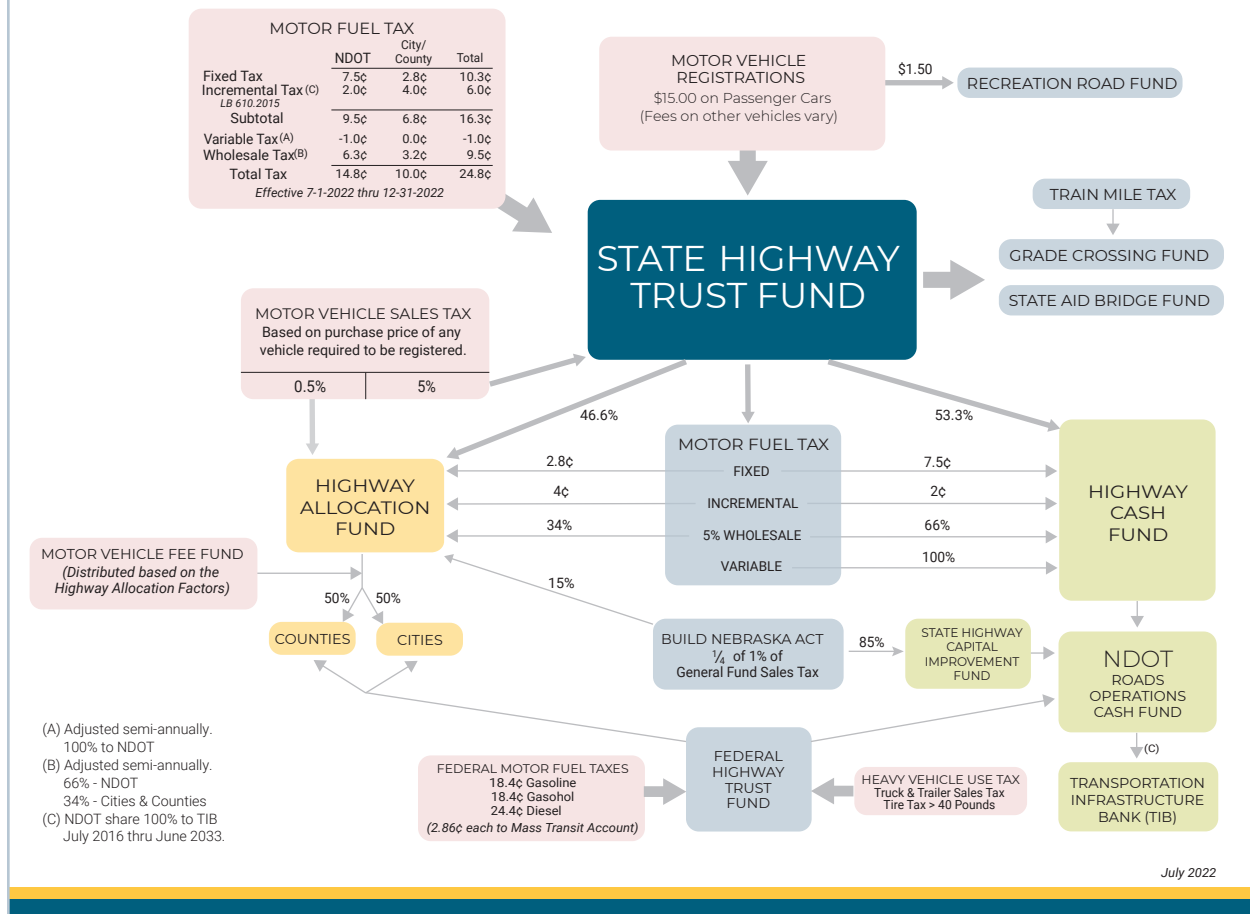 MOTOR FUEL TAX
City/
NDOT County Total
Fixed Tax 7.5¢ 2.8¢ 10.3¢
Incremental Tax (C) 2.0¢ 4.0¢ 6.0¢
LB 610.2015
Subtotal 9.5¢ 6.8¢ 16.3¢
Variable Tax (A) -1.0¢ 0.0¢ -1.0¢
Wholesale Tax(B) 6.3¢ 3.2¢ 9.5¢
Total Tax 14.8¢ 10.0¢ 24.8¢
Effective 7-1-2022 thru 12-31-2022
MOTOR VEHICLE
REGISTRATIONS
$15.00 on Passenger Cars
(Fees on other vehicles vary)
$1.50
RECREATION ROAD FUND
STATE HIGHWAY
TRUST FUND
TRAIN MILE TAX
GRADE CROSSING FUND
STATE AID BRIDGE FUND
MOTOR VEHICLE SALES TAX
Based on purchase price of any
vehicle required to be registered.
0.5% 5%
46.6%
53.3%
HIGHWAY
ALLOCATION
FUND
MOTOR FUEL TAX
2.8¢ FIXED 7.5¢
4¢ INCREMENTAL 2¢
34% 5% WHOLESALE 66%
VARIABLE 100%
HIGHWAY
CASH
FUND
MOTOR VEHICLE FEE FUND
(Distributed based on the
Highway Allocation Factors)
50% 50%
COUNTIES CITIES
15%
BUILD NEBRASKA ACT
¼ of 1% of
General Fund Sales Tax
85%
STATE HIGHWAY
CAPITAL
IMPROVEMENT
FUND
NDOT
ROADS
OPERATIONS
CASH FUND
(C)
TRANSPORTATION
INFRASTRUCTURE
BANK (TIB)
FEDERAL MOTOR FUEL TAXES
18.4¢ Gasoline
18.4¢ Gasohol
24.4¢ Diesel
(2.86¢ each to Mass Transit Account)
FEDERAL
HIGHWAY
TRUST
FUND
HEAVY VEHICLE USE TAX
Truck & Trailer Sales Tax
Tire Tax > 40 Pounds
(A) Adjusted semi-annually.
100% to NDOT
(B) Adjusted semi-annually.
66% - NDOT
34% - Cities & Counties
(C) NDOT share 100% to TIB
July 2016 thru June 2033.
July 2022